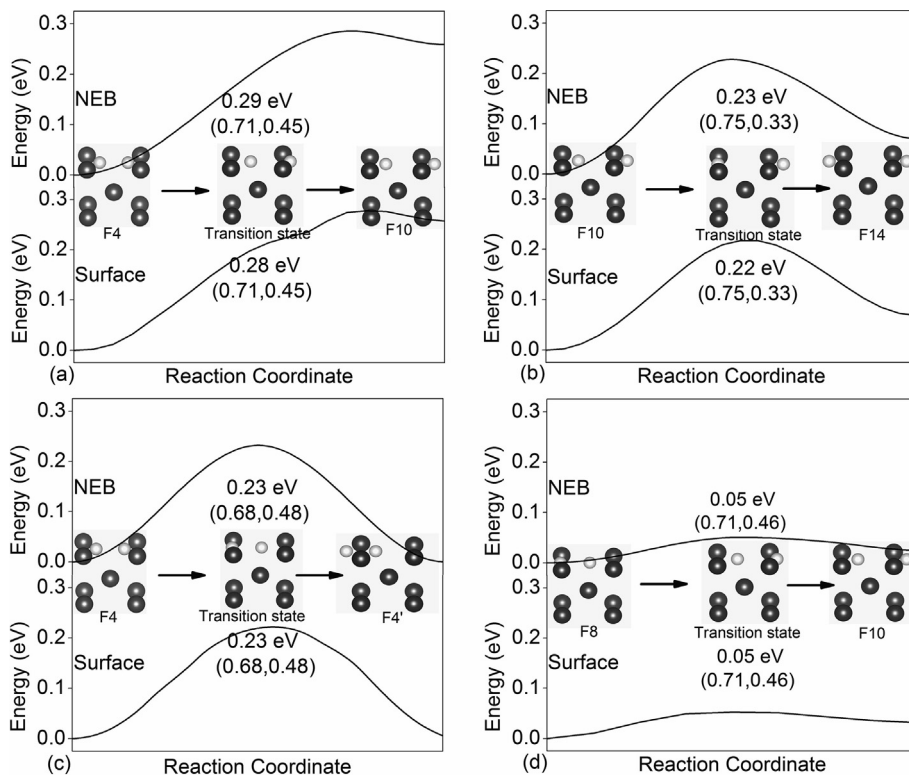 0.3
0.2
0.1
0.0
0.3
0.2
0.1
0.0
Energy (eV)
Energy (eV)
NEB
0.29 eV
(0.71,0.45)
F4
Transition state
F10
Surface
0.28 eV
(0.71,0.45)
(a)
Reaction Coordinate
0.3
0.2
0.1
0.0
0.3
0.2
0.1
0.0
Energy (eV)
Energy (eV)
NEB
0.23 eV
(0.75,0.33)
F10
Transition state
F14
Surface
0.22 eV
(0.75,0.33)
(b)
Reaction Coordinate
0.3
0.2
0.1
0.0
0.3
0.2
0.1
0.0
Energy (eV)
Energy (eV)
NEB
0.23 eV
(0.68,0.48)
F4
Transition state
F4'
Surface
0.23 eV
(0.68,0.48)
(c)
Reaction Coordinate
0.3
0.2
0.1
0.0
0.3
0.2
0.1
0.0
Energy (eV)
Energy (eV)
NEB
0.05 eV
(0.71,0.46)
F8
Transition state
F10
Surface
0.05 eV
(0.71,0.46)
(d)
Reaction Coordinate